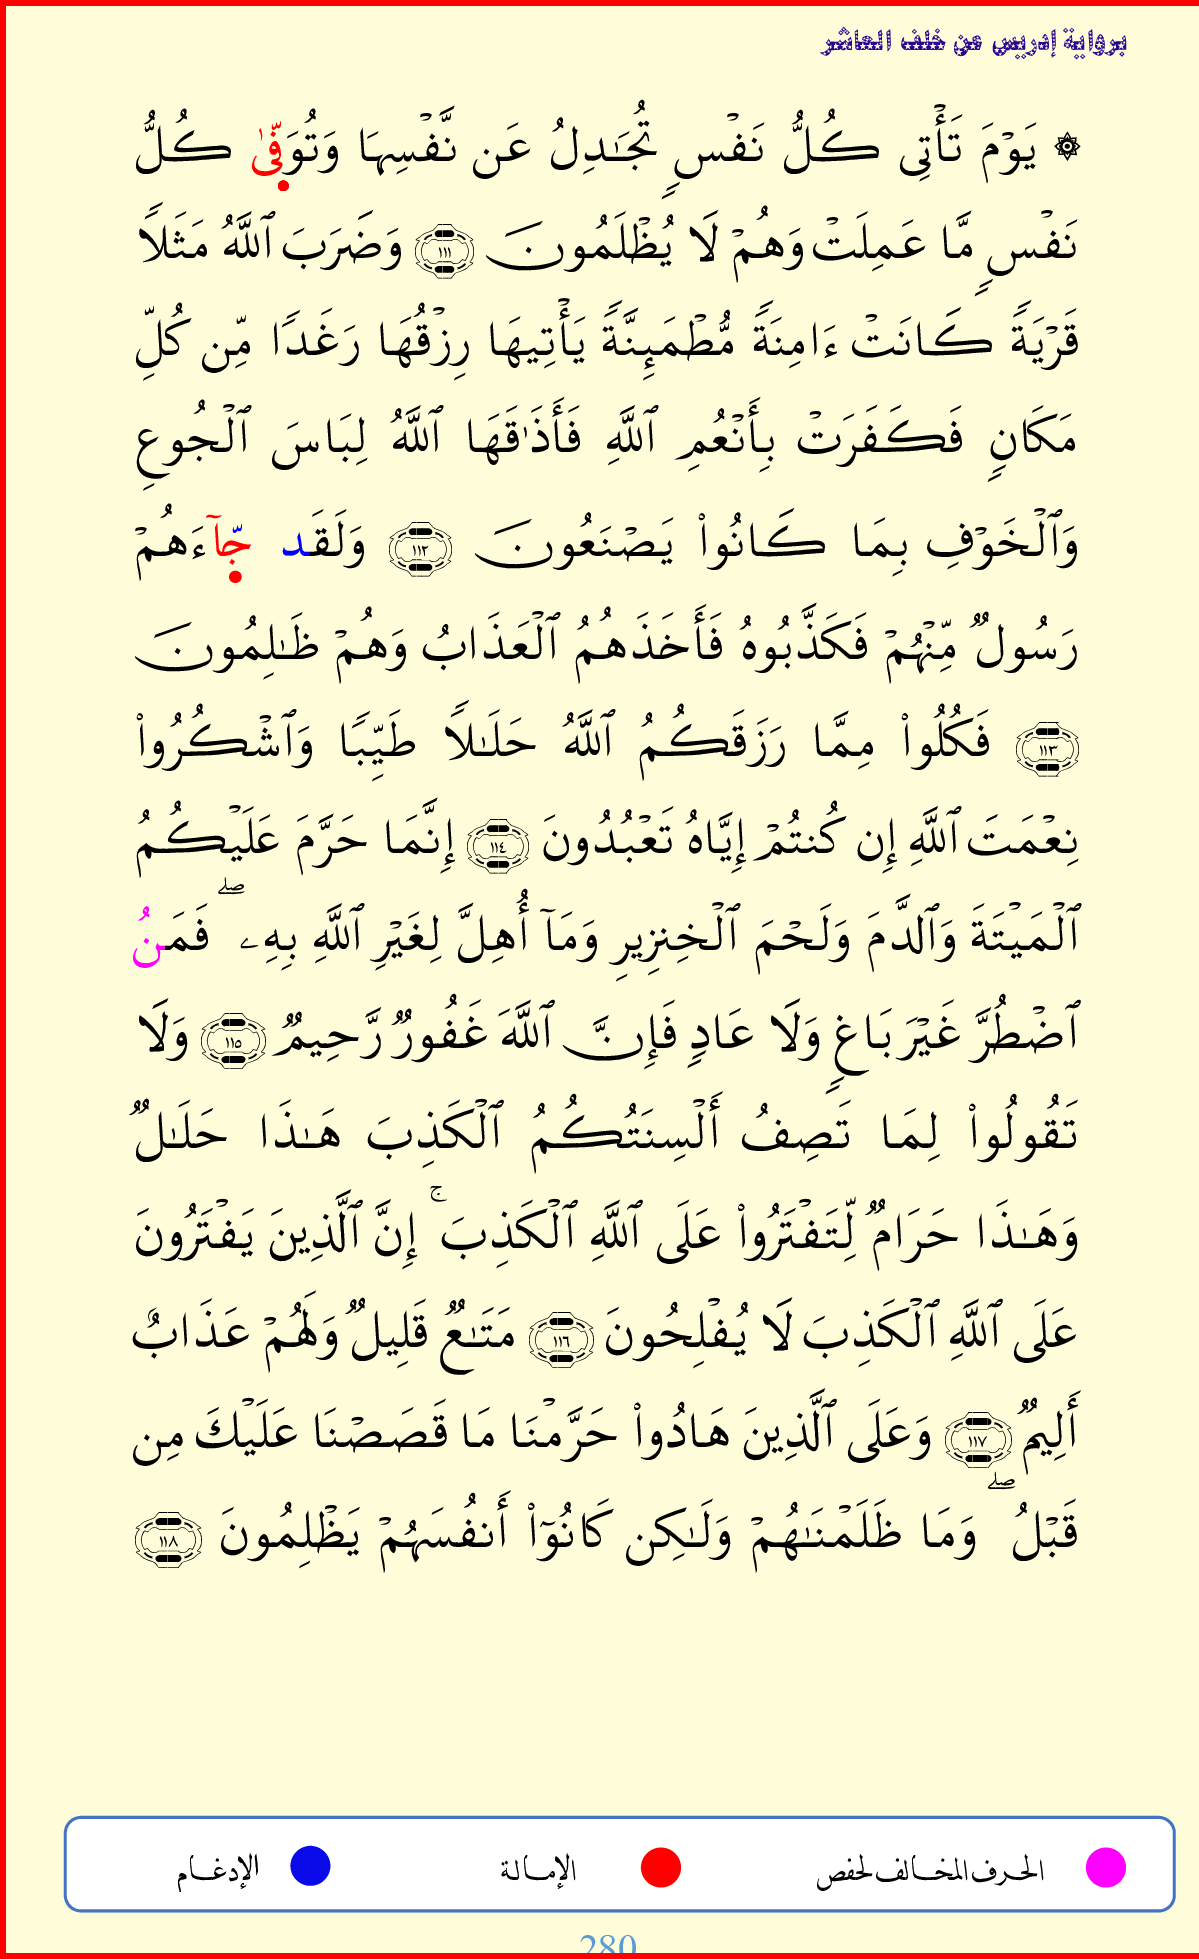 برواية إدريس عن خلف العاشر
۞ يَوْمَ تَأْتِى كُلُّ نَفْسٍ تُجَـٰدِلُ عَن نَّفْسِهَا وَتُوَفّۭىٰ كُلُّ
نَفْسٍ مَّا عَمِلَتْ وَهُمْ لَا يُظْلَمُونَ ١١١ وَضَرَبَ ٱللَّهُ مَثَلًا
قَرْيَةً كَانَتْ ءَامِنَةً مُّطْمَئِنَّةً يَأْتِيهَا رِزْقُهَا رَغَدًا مِّن كُلِّ
مَكَانٍ فَكَفَرَتْ بِأَنْعُمِ ٱللَّهِ فَأَذَٰقَهَا ٱللَّهُ لِبَاسَ ٱلْجُوعِ
وَٱلْخَوْفِ بِمَا كَانُوا۟ يَصْنَعُونَ ١١٢ وَلَقَد جّآءَهُمْ
رَسُولٌ مِّنْهُمْ فَكَذَّبُوهُ فَأَخَذَهُمُ ٱلْعَذَابُ وَهُمْ ظَـٰلِمُونَ
١١٣ فَكُلُوا۟ مِمَّا رَزَقَكُمُ ٱللَّهُ حَلَـٰلًا طَيِّبًا وَٱشْكُرُوا۟
نِعْمَتَ ٱللَّهِ إِن كُنتُمْ إِيَّاهُ تَعْبُدُونَ ١١٤ إِنَّمَا حَرَّمَ عَلَيْكُمُ
ٱلْمَيْتَةَ وَٱلدَّمَ وَلَحْمَ ٱلْخِنزِيرِ وَمَآ أُهِلَّ لِغَيْرِ ٱللَّهِ بِهِۦ ۖ فَمَنُ
ٱضْطُرَّ غَيْرَ بَاغٍ وَلَا عَادٍ فَإِنَّ ٱللَّهَ غَفُورٌ رَّحِيمٌ ١١٥ وَلَا
تَقُولُوا۟ لِمَا تَصِفُ أَلْسِنَتُكُمُ ٱلْكَذِبَ هَـٰذَا حَلَـٰلٌ
وَهَـٰذَا حَرَامٌ لِّتَفْتَرُوا۟ عَلَى ٱللَّهِ ٱلْكَذِبَ ۚ إِنَّ ٱلَّذِينَ يَفْتَرُونَ
عَلَى ٱللَّهِ ٱلْكَذِبَ لَا يُفْلِحُونَ ١١٦ مَتَـٰعٌ قَلِيلٌ وَلَهُمْ عَذَابٌ
أَلِيمٌ ١١٧ وَعَلَى ٱلَّذِينَ هَادُوا۟ حَرَّمْنَا مَا قَصَصْنَا عَلَيْكَ مِن
قَبْلُ ۖ وَمَا ظَلَمْنَـٰهُمْ وَلَـٰكِن كَانُوٓا۟ أَنفُسَهُمْ يَظْلِمُونَ ١١٨
الحرف المخالف لحفص الإمالة الإدغام
280